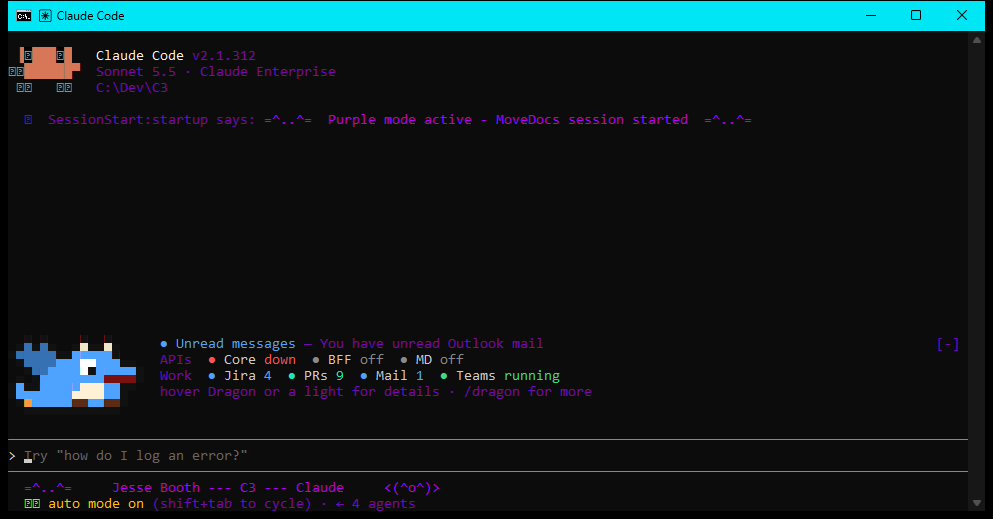 Claude Code
Claude Code v2.1.312
Sonnet 5.5 · Claude Enterprise
C:\Dev\C3
SessionStart:startup says: =^..^=  Purple mode active - MoveDocs session started  =^..^=
● Unread messages — You have unread Outlook mail [-]
APIs  ● Core down  ● BFF off  ● MD off
Work  ● Jira 4  ● PRs 9  ● Mail 1  ● Teams running
hover Dragon or a light for details · /dragon for more
> Try "how do I log an error?"
=^..^=     Jesse Booth --- C3 --- Claude     <(^o^)>
auto mode on (shift+tab to cycle) · ← 4 agents